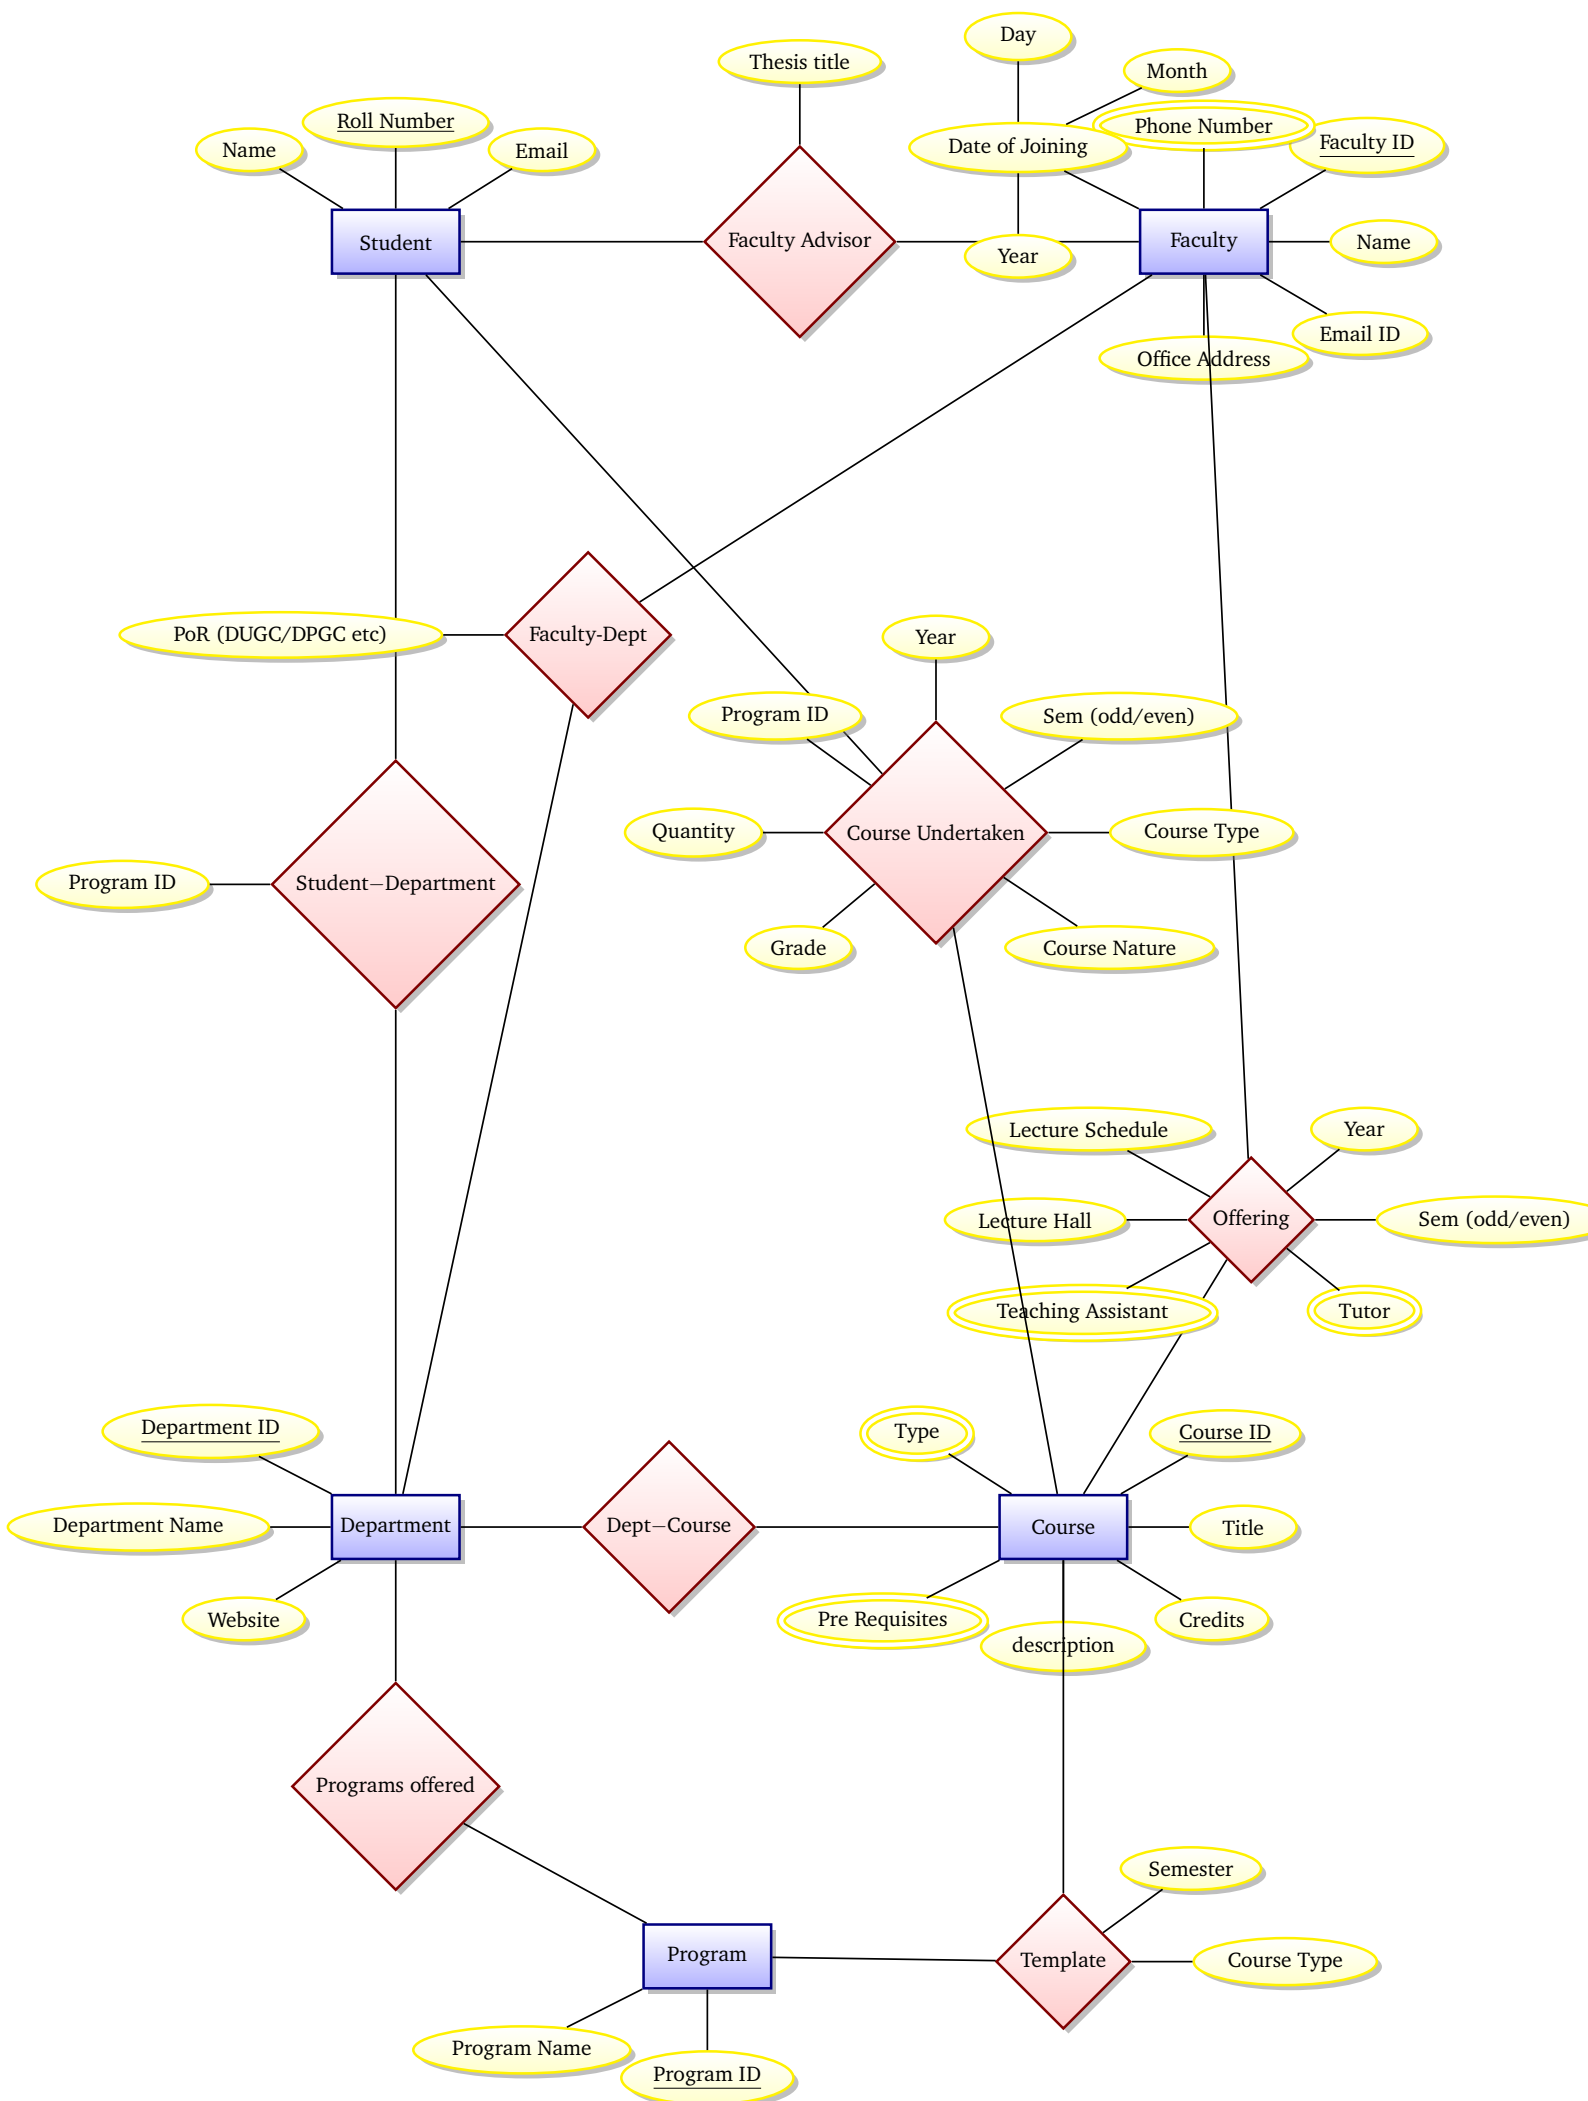 Day
Thesis title
Month
Roll Number
Phone Number
Faculty ID
Name
Email
Date of Joining
Student
Faculty Advisor
Faculty
Name
Year
Email ID
Office Address
PoR (DUGC/DPGC etc)
Faculty-Dept
Year
Program ID
Sem (odd/even)
Quantity
Course Undertaken
Course Type
Program ID
Student–Department
Grade
Course Nature
Lecture Schedule
Year
Lecture Hall
Offering
Sem (odd/even)
Teaching Assistant
Tutor
Department ID
Type
Course ID
Department Name
Department
Dept–Course
Course
Title
Website
Pre Requisites
description
Credits
Programs offered
Semester
Program
Template
Course Type
Program Name
Program ID